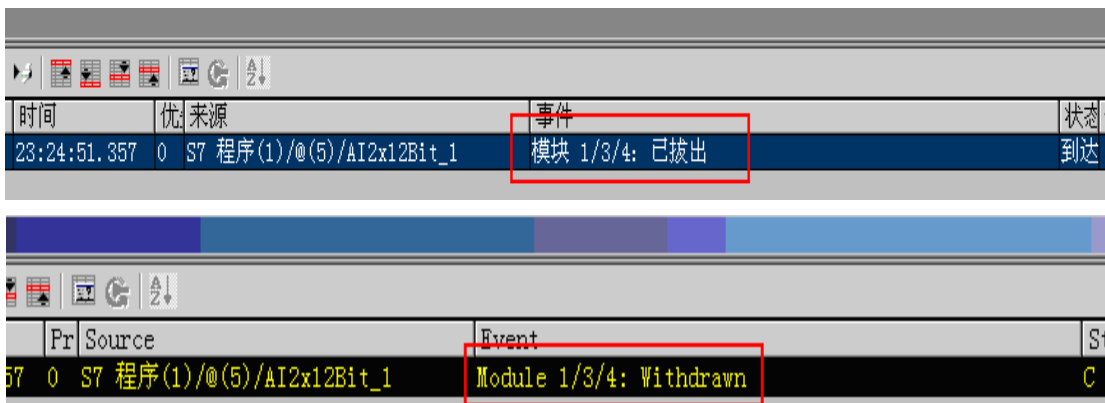 时间 优 来源 事件 状态
23:24:51.357 0 S7 程序(1)/@(5)/AI2x12Bit_1 模块 1/3/4: 已拔出 到达
Pr Source Event St
57 0 S7 程序(1)/@(5)/AI2x12Bit_1 Module 1/3/4: Withdrawn C